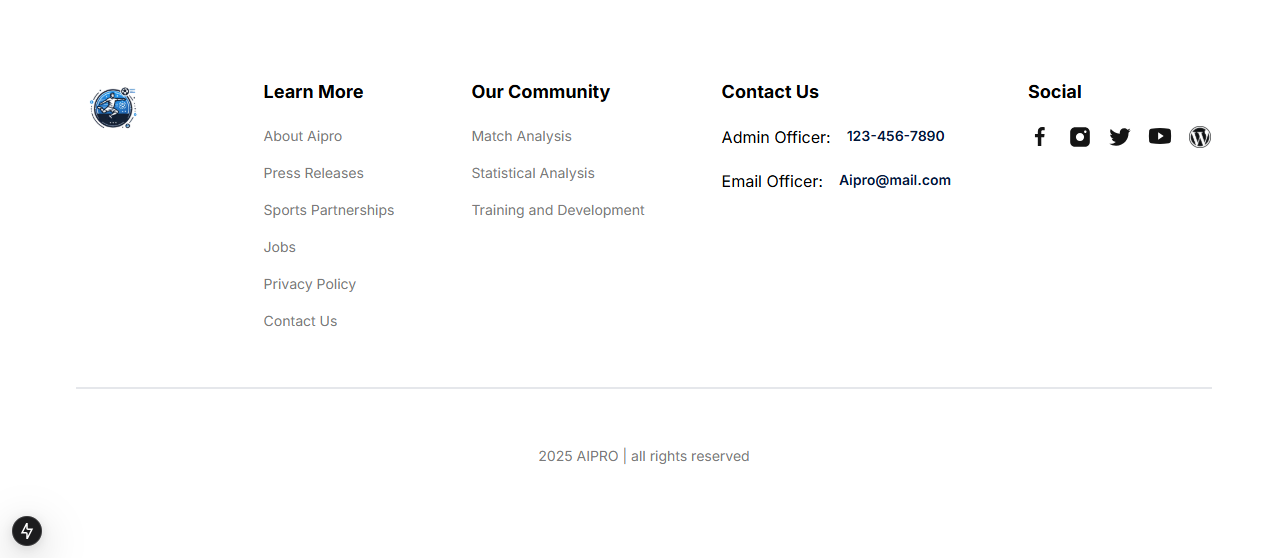 Learn More
About Aipro
Press Releases
Sports Partnerships
Jobs
Privacy Policy
Contact Us
Our Community
Match Analysis
Statistical Analysis
Training and Development
Contact Us
Admin Officer: 123-456-7890
Email Officer: Aipro@mail.com
Social
2025 AIPRO | all rights reserved